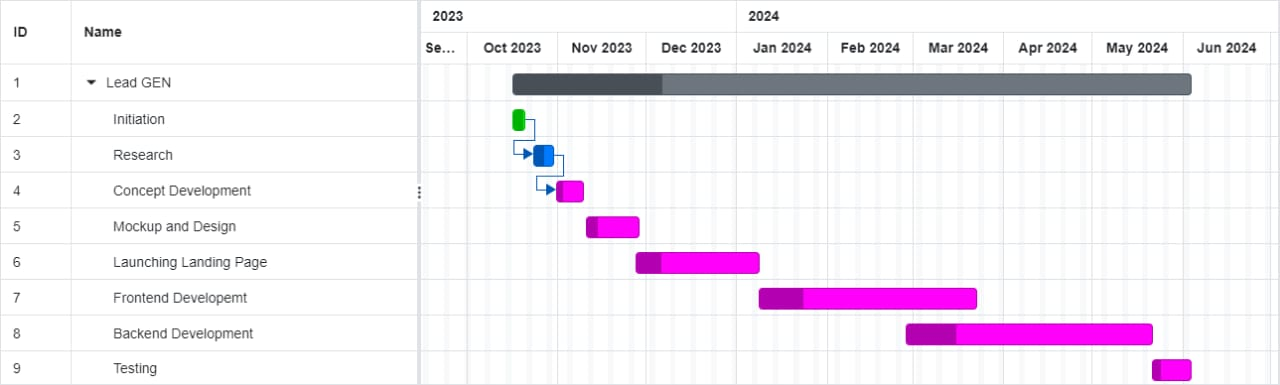 2023 2024
ID Name Se... Oct 2023 Nov 2023 Dec 2023 Jan 2024 Feb 2024 Mar 2024 Apr 2024 May 2024 Jun 2024
1 Lead GEN
2 Initiation
3 Research
4 Concept Development
5 Mockup and Design
6 Launching Landing Page
7 Frontend Developemt
8 Backend Development
9 Testing